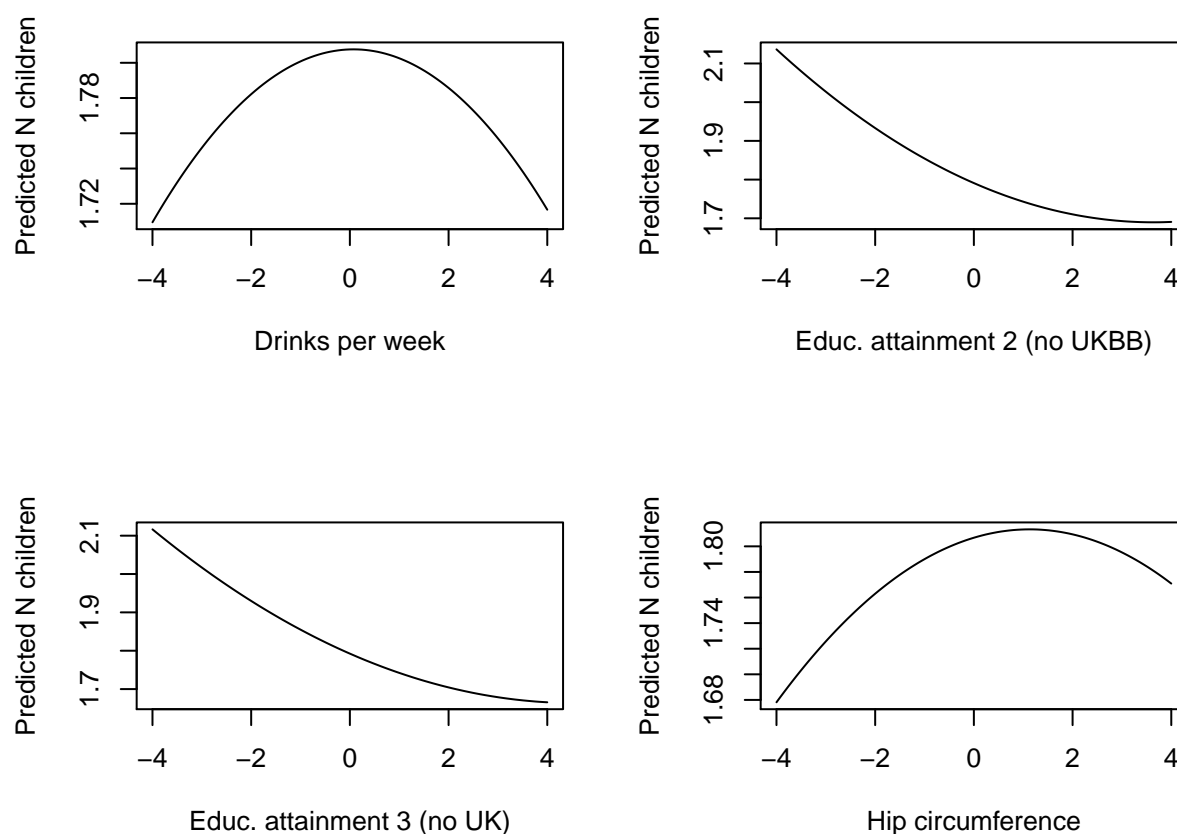 Predicted N children
1.72 1.78
−4 −2 0 2 4
Drinks per week
Predicted N children
1.7 1.9 2.1
−4 −2 0 2 4
Educ. attainment 2 (no UKBB)
Predicted N children
1.7 1.9 2.1
−4 −2 0 2 4
Educ. attainment 3 (no UK)
Predicted N children
1.68 1.74 1.80
−4 −2 0 2 4
Hip circumference